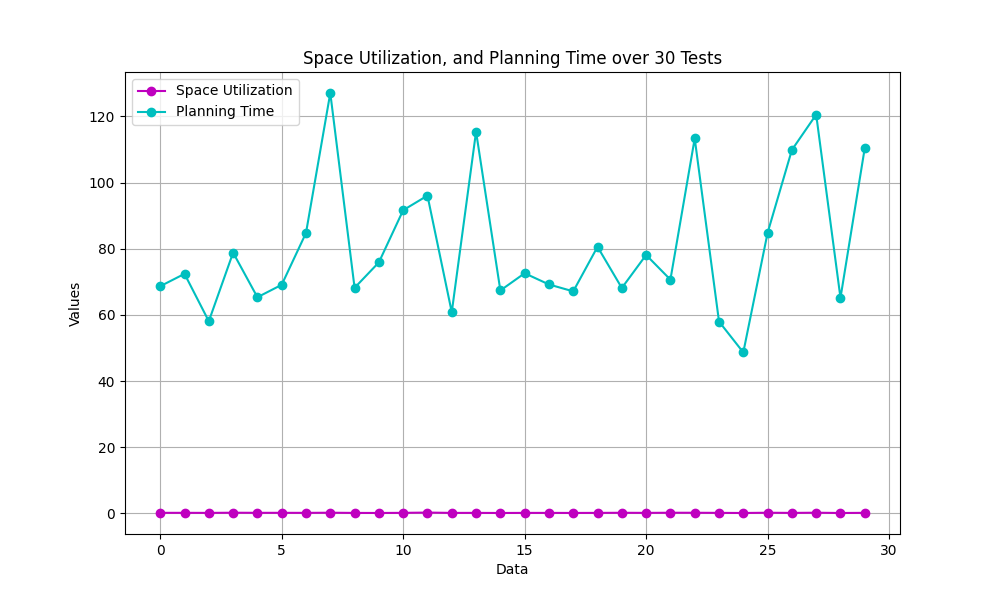 Space Utilization, and Planning Time over 30 Tests
Space Utilization
Planning Time
120
100
80
60
40
20
0
Values
0 5 10 15 20 25 30
Data